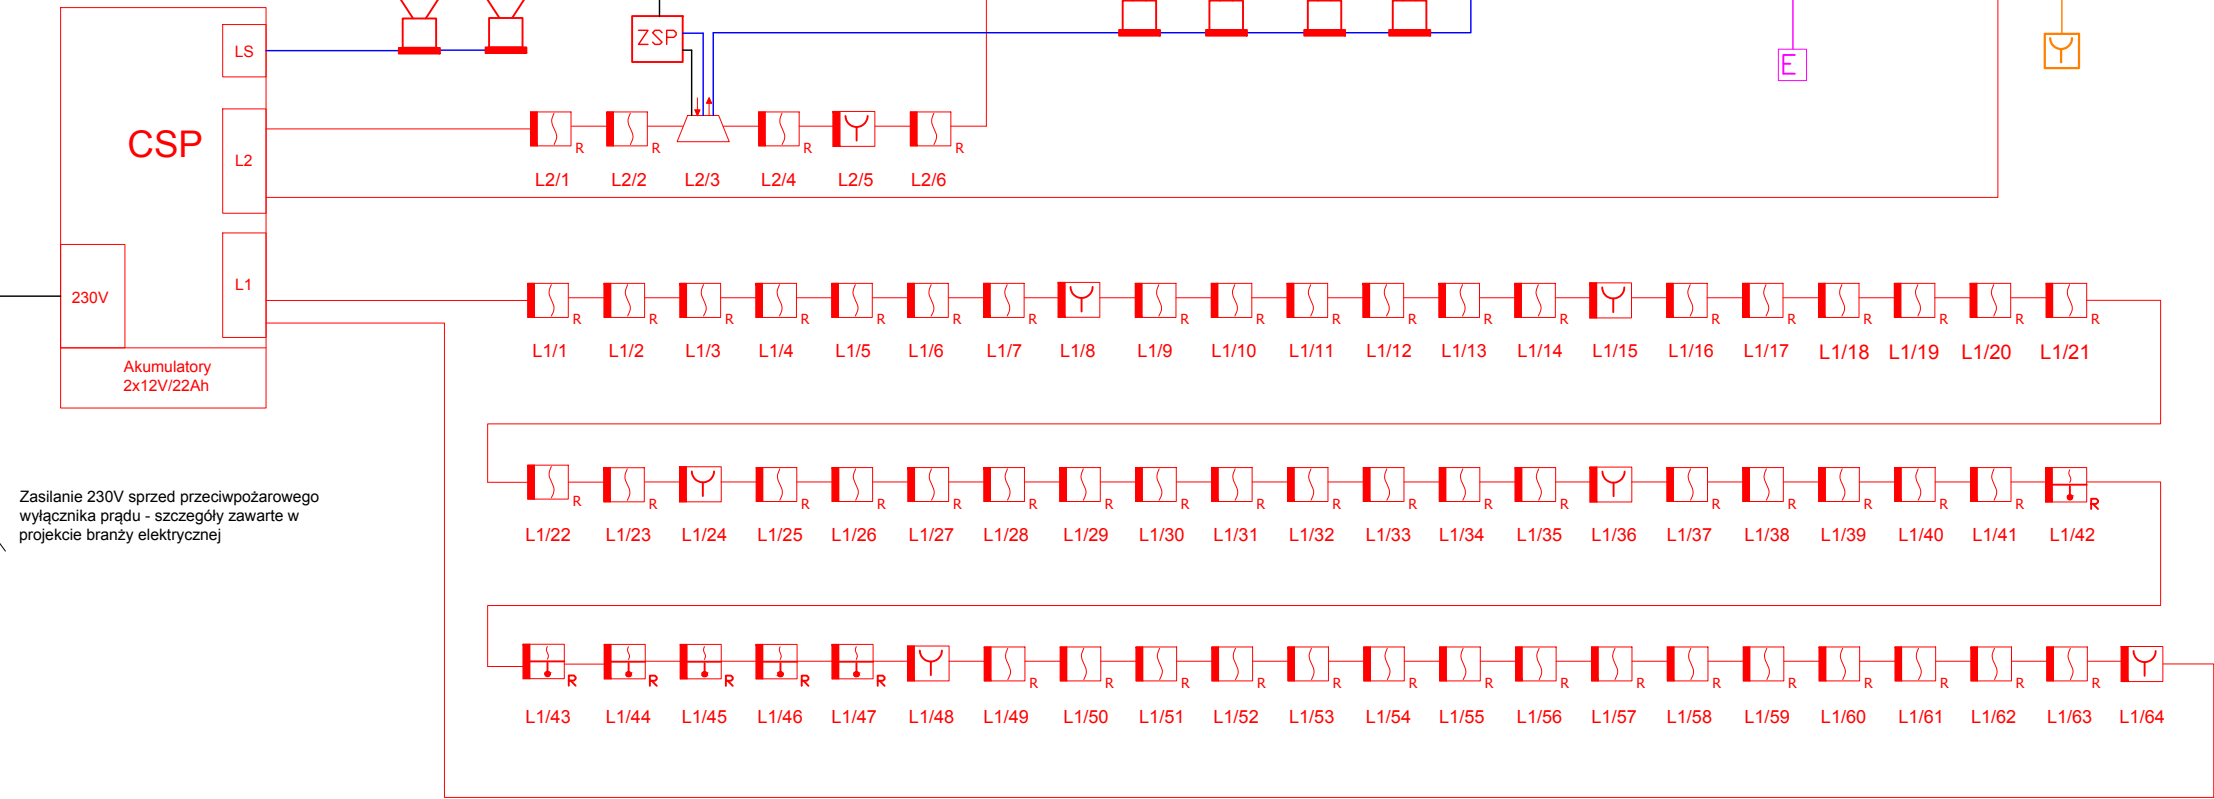 LS
ZSP
E
CSP
L2
R R R R
L2/1 L2/2 L2/3 L2/4 L2/5 L2/6
L1
230V
R R R R R R R R R R R R R R R R R R R
L1/1 L1/2 L1/3 L1/4 L1/5 L1/6 L1/7 L1/8 L1/9 L1/10 L1/11 L1/12 L1/13 L1/14 L1/15 L1/16 L1/17 L1/18 L1/19 L1/20 L1/21
Akumulatory
2x12V/22Ah
Zasilanie 230V sprzed przeciwpożarowego
wyłącznika prądu - szczegóły zawarte w
projekcie branży elektrycznej
R R R R R R R R R R R R R R R R R R R
L1/22 L1/23 L1/24 L1/25 L1/26 L1/27 L1/28 L1/29 L1/30 L1/31 L1/32 L1/33 L1/34 L1/35 L1/36 L1/37 L1/38 L1/39 L1/40 L1/41 L1/42
R R R R R R R R R R R R R R R R R R R R
L1/43 L1/44 L1/45 L1/46 L1/47 L1/48 L1/49 L1/50 L1/51 L1/52 L1/53 L1/54 L1/55 L1/56 L1/57 L1/58 L1/59 L1/60 L1/61 L1/62 L1/63 L1/64